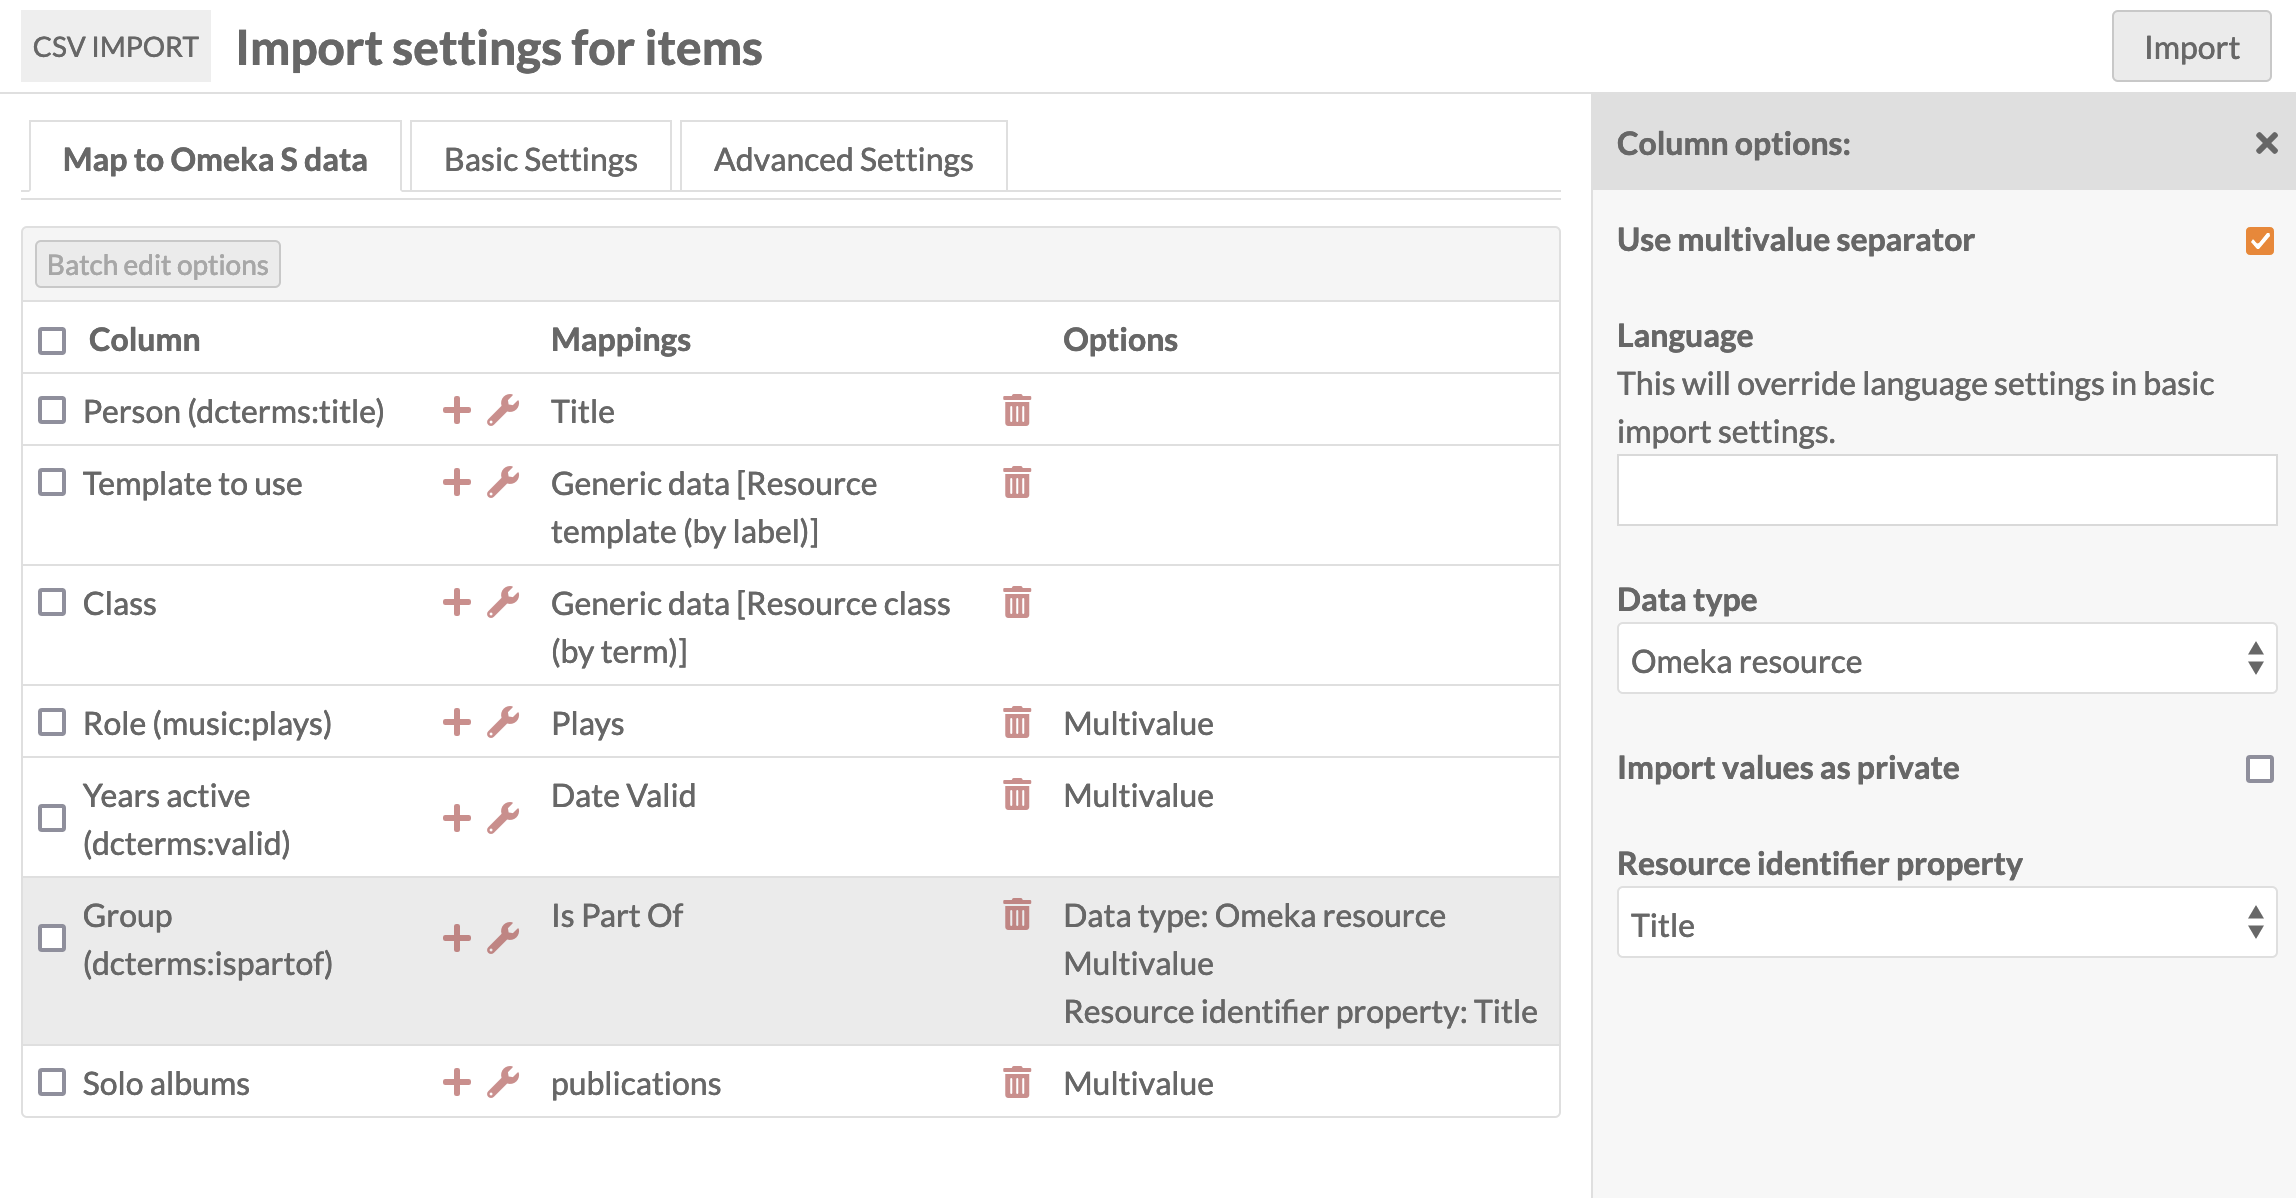 CSV IMPORT
Import settings for items
Import
Map to Omeka S data
Basic Settings
Advanced Settings
Batch edit options
Column
Mappings
Options
Person (dcterms:title)
Title
Template to use
Generic data [Resource
template (by label)]
Class
Generic data [Resource class
(by term)]
Role (music:plays)
Plays
Multivalue
Years active
(dcterms:valid)
Date Valid
Multivalue
Group
(dcterms:ispartof)
Is Part Of
Data type: Omeka resource
Multivalue
Resource identifier property: Title
Solo albums
publications
Multivalue
Column options:
Use multivalue separator
Language
This will override language settings in basic
import settings.
Data type
Omeka resource
Import values as private
Resource identifier property
Title